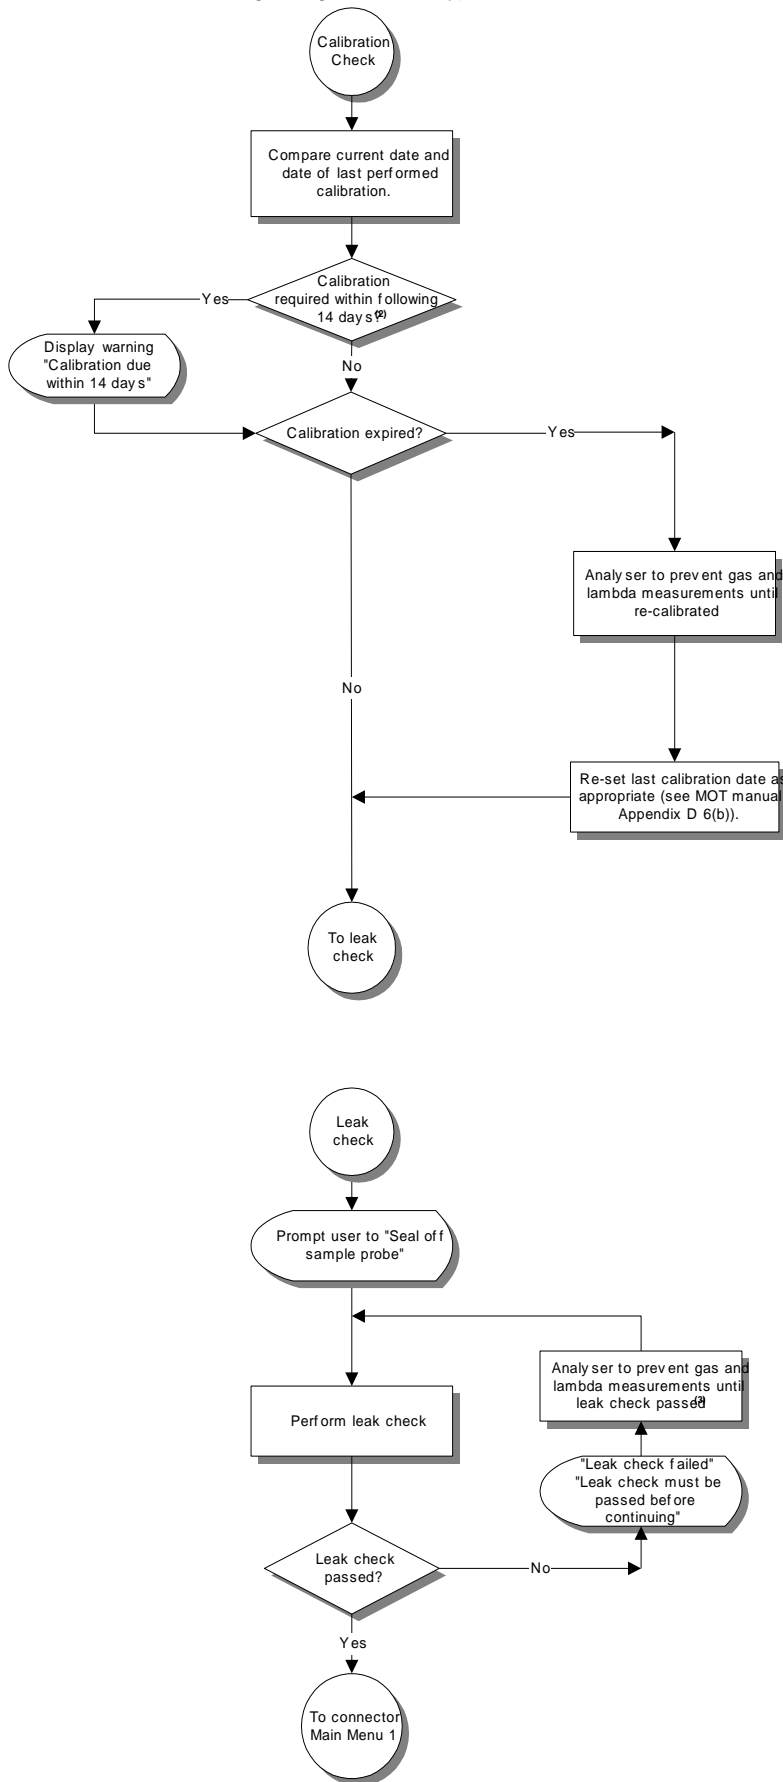 Calibration
Check
Compare current date and
date of last performed
calibration.
Calibration
required within following
14 days?(2)
Yes
Display warning
"Calibration due
within 14 days"
No
Calibration expired?
Yes
Analyser to prevent gas and
lambda measurements until
re-calibrated
No
Re-set last calibration date as
appropriate (see MOT manual
Appendix D 6(b)).
To leak
check
Leak
check
Prompt user to "Seal off
sample probe"
Analyser to prevent gas and
lambda measurements until
leak check passed(3)
Perform leak check
"Leak check failed"
"Leak check must be
passed before
continuing"
Leak check
passed?
No
Yes
To connector
Main Menu 1